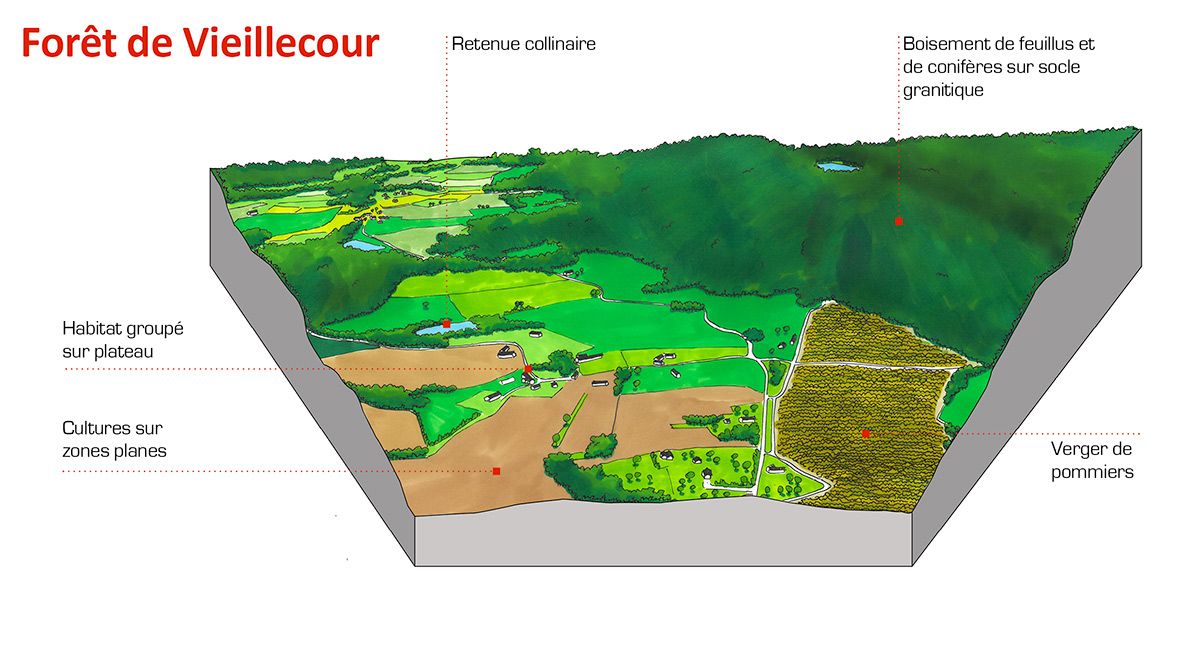 Forêt de Vieillecour
Retenue collinaire
Boisement de feuillus et
de conifères sur socle
granitique
Habitat groupé
sur plateau
Cultures sur
zones planes
Verger de
pommiers